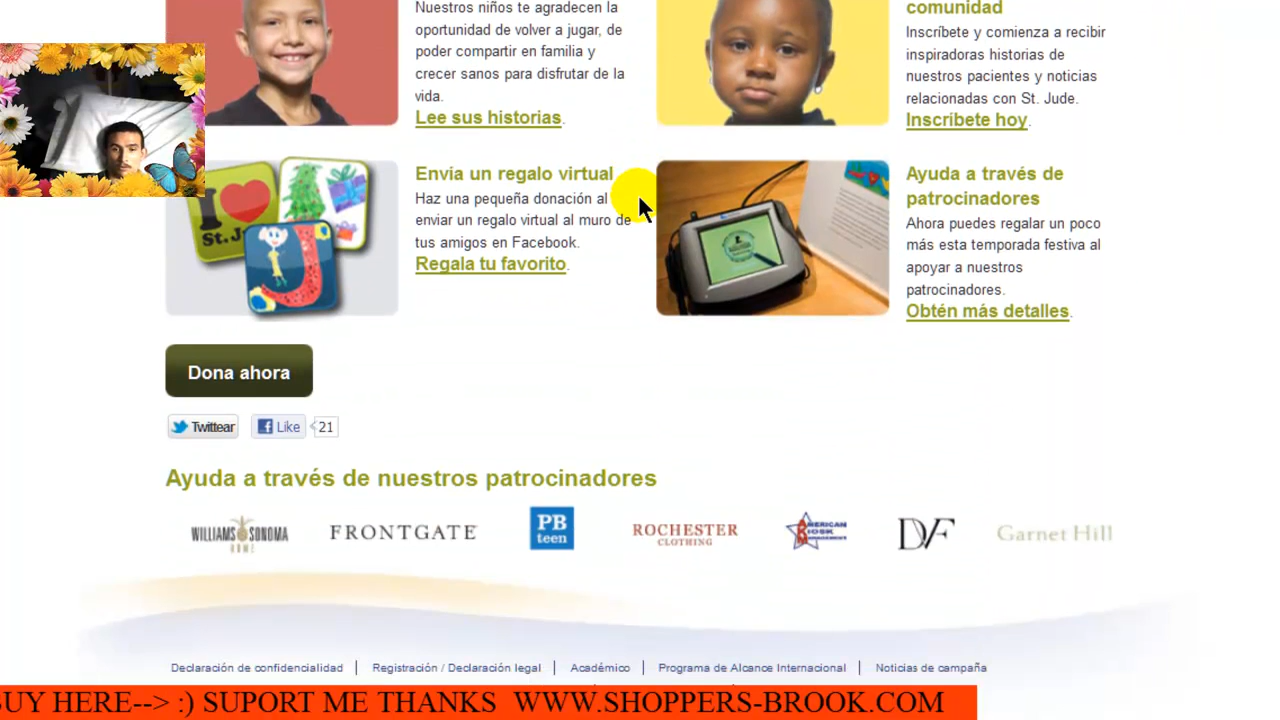 Nuestros niños te agradecen la
oportunidad de volver a jugar, de
poder compartir en familia y
crecer sanos para disfrutar de la
vida.
Lee sus historias.
comunidad
Inscríbete y comienza a recibir
inspiradoras historias de
nuestros pacientes y noticias
relacionadas con St. Jude.
Inscríbete hoy.
I
St. J
Envia un regalo virtual
Haz una pequeña donación al
enviar un regalo virtual al muro de
tus amigos en Facebook.
Regala tu favorito.
Ayuda a través de
patrocinadores
Ahora puedes regalar un poco
más esta temporada festiva al
apoyar a nuestros
patrocinadores.
Obtén más detalles.
Dona ahora
Twittear
Like
21
Ayuda a través de nuestros patrocinadores
WILLIAMS SONOMA
HOME
FRONTGATE
PB
teen
ROCHESTER
CLOTHING
AMERICAN
KIOSK
MANAGEMENT
DVF
Garnet Hill
Declaración de confidencialidad | Registración / Declaración legal | Académico | Programa de Alcance Internacional | Noticias de campaña
BUY HERE--> :) SUPORT ME THANKS WWW.SHOPPERS-BROOK.COM